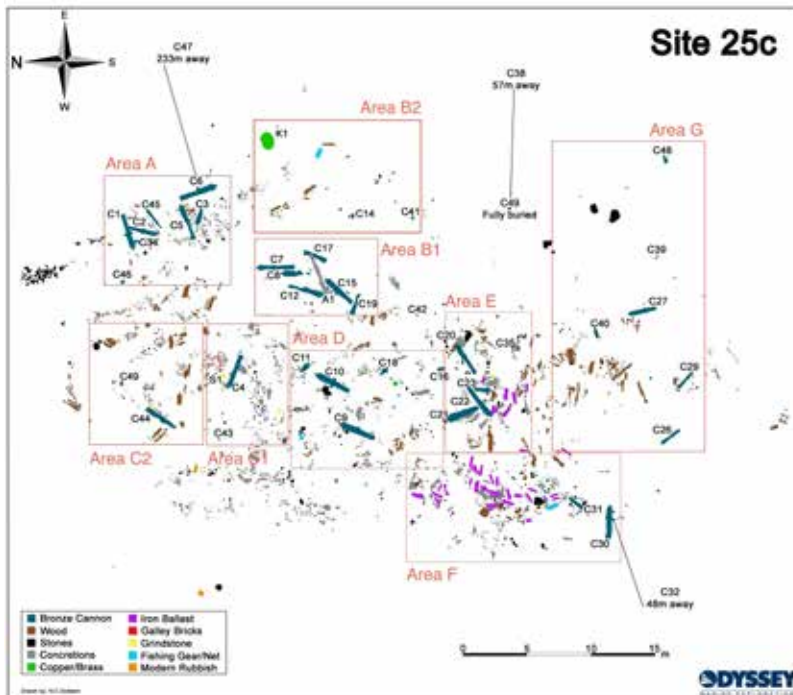 Site 25c
E
N
S
W
C47
233m away
C38
57m away
Area B2
Area G
K1
C48
Area A
C6
C45
C3
C1
C2
C5
C36
C14
C41
C49
Fully buried
C46
Area B1
C17
C7
C8
C15
C12
A1
C19
C39
C27
C42
Area E
C40
Area D
C20
C35
C11
C18
C10
C16
C29
C49
S1
C4
C22
C21
C44
C9
C43
C26
Area C2
Area C1
C31
C30
Area F
C32
48m away
Bronze Cannon
Wood
Stones
Concretions
Copper/Brass
Iron Ballast
Galley Bricks
Grindstone
Fishing Gear/Net
Modern Rubbish
0 5 10 15
m
ODYSSEY